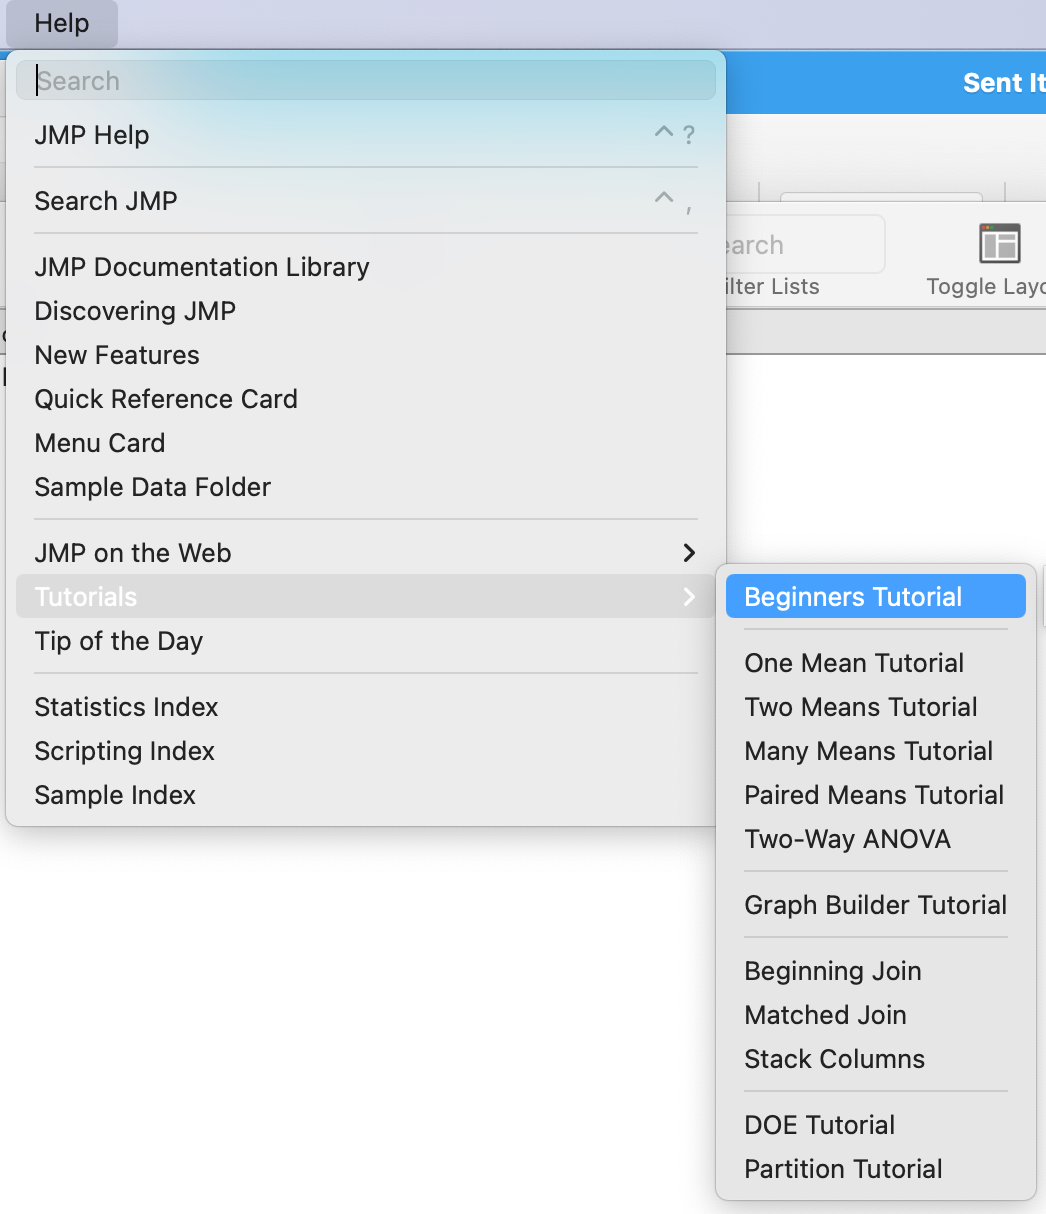 Help
Search
Sent It
JMP Help ^ ?
Search JMP ^ ,
earch
JMP Documentation Library
ilter Lists
Toggle Layo
Discovering JMP
New Features
Quick Reference Card
Menu Card
Sample Data Folder
JMP on the Web
Tutorials
Tip of the Day
Statistics Index
Scripting Index
Sample Index
Beginners Tutorial
One Mean Tutorial
Two Means Tutorial
Many Means Tutorial
Paired Means Tutorial
Two-Way ANOVA
Graph Builder Tutorial
Beginning Join
Matched Join
Stack Columns
DOE Tutorial
Partition Tutorial